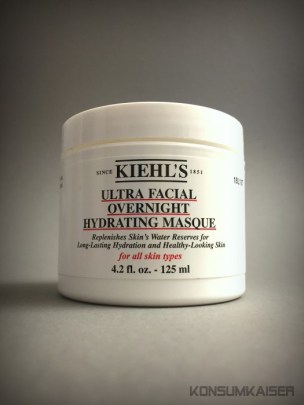 SINCE KIEHL'S 1851
ULTRA FACIAL
OVERNIGHT
HYDRATING MASQUE
Replenishes Skin's Water Reserves for
Long-Lasting Hydration and Healthy-Looking Skin
for all skin types
4.2 fl. oz. - 125 ml
KONSUMKAISER